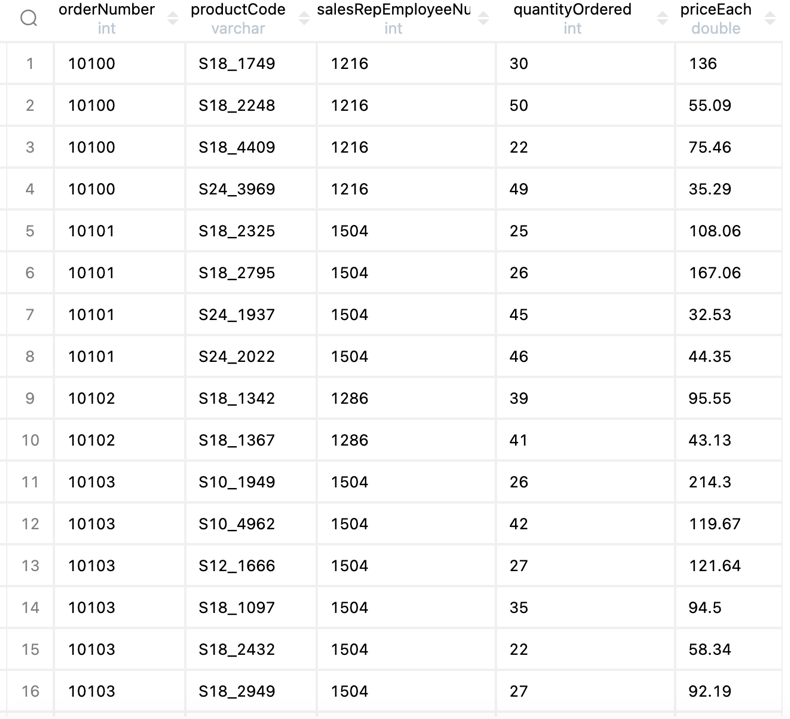 orderNumber productCode salesRepEmployeeNu quantityOrdered priceEach
int varchar int int double
1 10100 S18_1749 1216 30 136
2 10100 S18_2248 1216 50 55.09
3 10100 S18_4409 1216 22 75.46
4 10100 S24_3969 1216 49 35.29
5 10101 S18_2325 1504 25 108.06
6 10101 S18_2795 1504 26 167.06
7 10101 S24_1937 1504 45 32.53
8 10101 S24_2022 1504 46 44.35
9 10102 S18_1342 1286 39 95.55
10 10102 S18_1367 1286 41 43.13
11 10103 S10_1949 1504 26 214.3
12 10103 S10_4962 1504 42 119.67
13 10103 S12_1666 1504 27 121.64
14 10103 S18_1097 1504 35 94.5
15 10103 S18_2432 1504 22 58.34
16 10103 S18_2949 1504 27 92.19